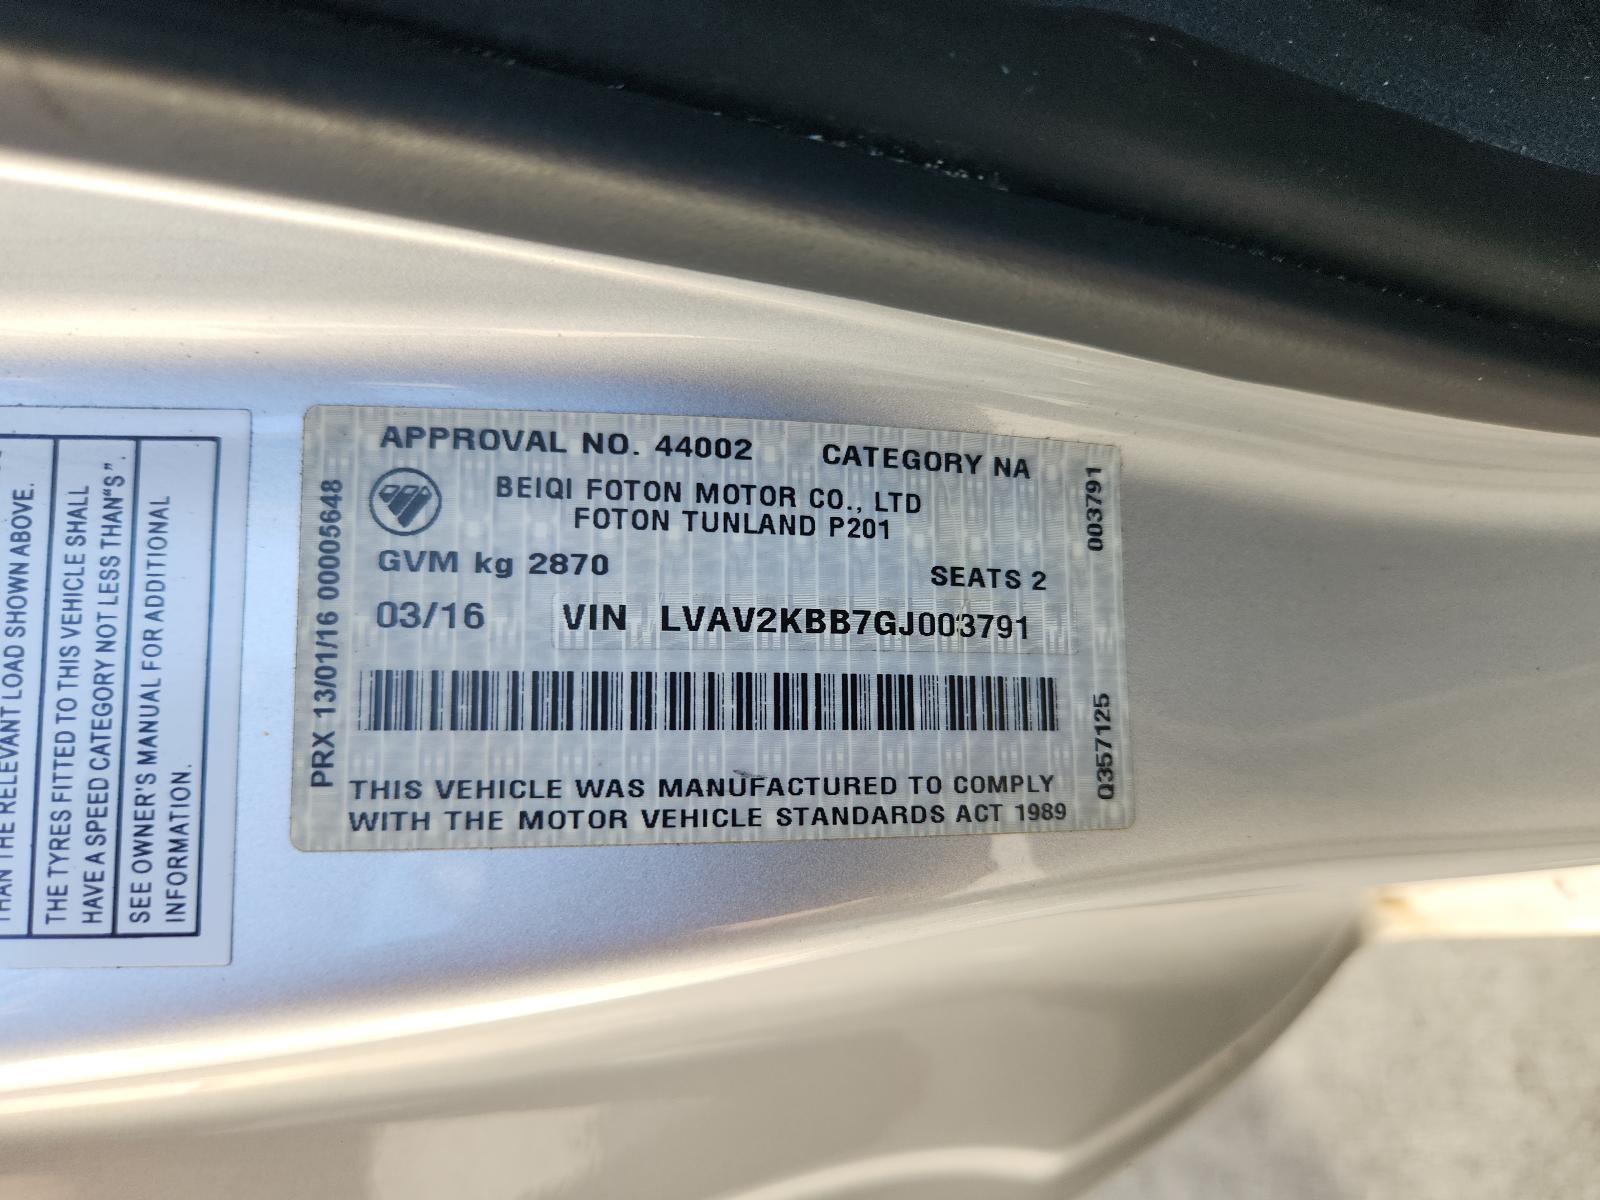 THAN THE RELEVANT LOAD SHOWN ABOVE.
THE TYRES FITTED TO THIS VEHICLE SHALL
HAVE A SPEED CATEGORY NOT LESS THAN“S”.
SEE OWNER'S MANUAL FOR ADDITIONAL
INFORMATION.
PRX 13/01/16 00005648
APPROVAL NO. 44002 CATEGORY NA
BEIQI FOTON MOTOR CO., LTD
FOTON TUNLAND P201
GVM kg 2870 SEATS 2
03/16 VIN LVAV2KBB7GJ003791
THIS VEHICLE WAS MANUFACTURED TO COMPLY
WITH THE MOTOR VEHICLE STANDARDS ACT 1989
003791
Q357125